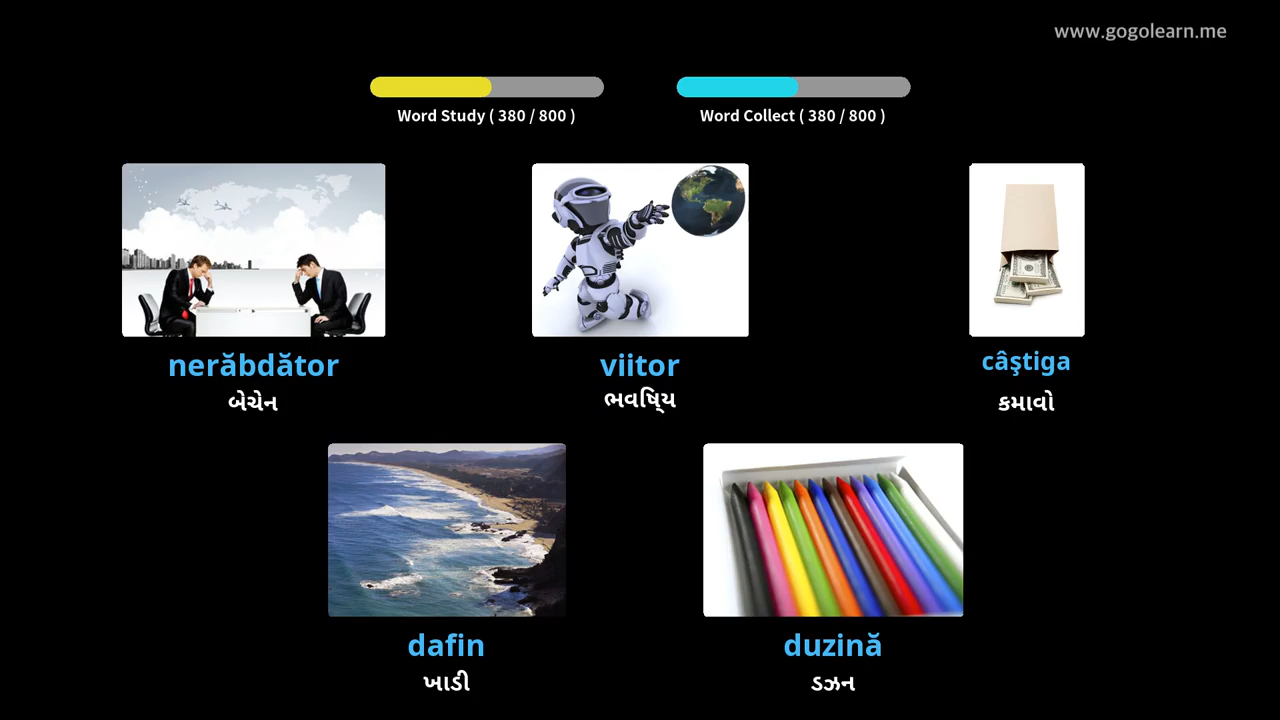 www.gogolearn.me
Word Study ( 380 / 800 )
Word Collect ( 380 / 800 )
nerăbdător
બેચેન
viitor
ભવિષ્ય
câştiga
કમાવો
dafin
ખાડી
duzină
ડઝન